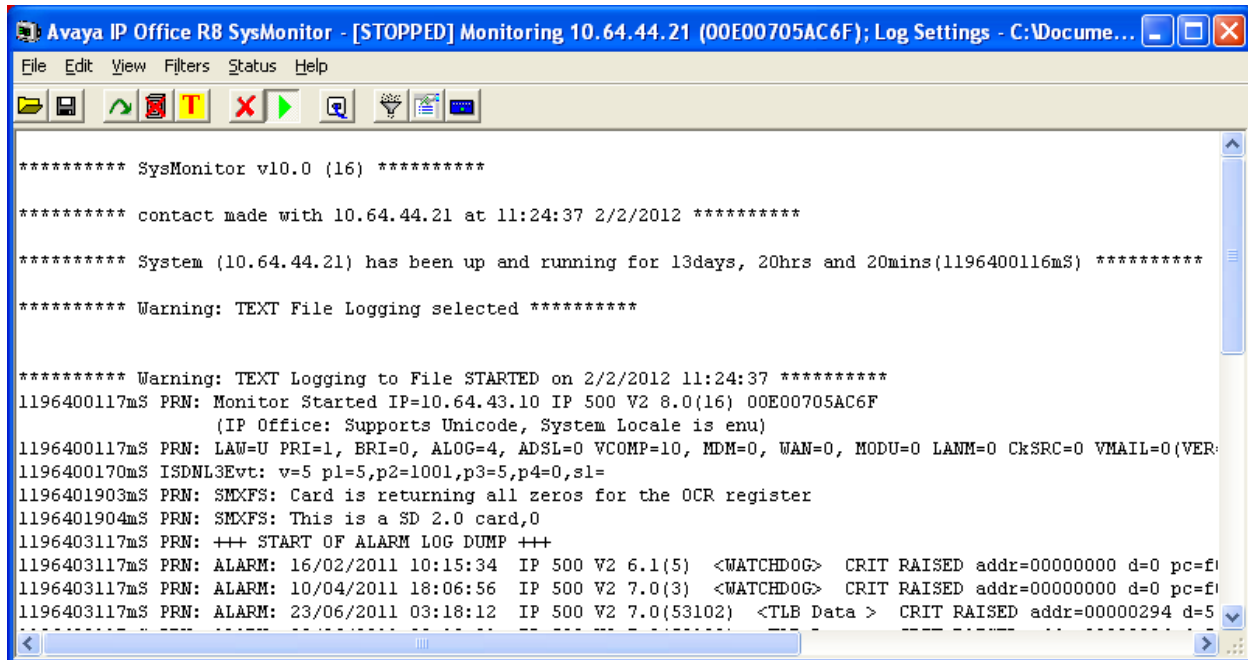 Avaya IP Office R8 SysMonitor - [STOPPED] Monitoring 10.64.44.21 (00E00705AC6F); Log Settings - C:\Docume...
File Edit View Filters Status Help
T
********** SysMonitor v10.0 (16) **********
********** contact made with 10.64.44.21 at 11:24:37 2/2/2012 **********
********** System (10.64.44.21) has been up and running for 13days, 20hrs and 20mins(1196400116mS) **********
********** Warning: TEXT File Logging selected **********
********** Warning: TEXT Logging to File STARTED on 2/2/2012 11:24:37 **********
1196400117mS PRN: Monitor Started IP=10.64.43.10 IP 500 V2 8.0(16) 00E00705AC6F
(IP Office: Supports Unicode, System Locale is enu)
1196400117mS PRN: LAW=U PRI=1, BRI=0, ALOG=4, ADSL=0 VCOMP=10, MDM=0, WAN=0, MODU=0 LANM=0 CkSRC=0 VMAIL=0(VER
1196400170mS ISDNL3Evt: v=5 p1=5,p2=1001,p3=5,p4=0,s1=
1196401903mS PRN: SMXFS: Card is returning all zeros for the OCR register
1196401904mS PRN: SMXFS: This is a SD 2.0 card,0
1196403117mS PRN: +++ START OF ALARM LOG DUMP +++
1196403117mS PRN: ALARM: 16/02/2011 10:15:34 IP 500 V2 6.1(5) <WATCHDOG> CRIT RAISED addr=00000000 d=0 pc=f
1196403117mS PRN: ALARM: 10/04/2011 18:06:56 IP 500 V2 7.0(3) <WATCHDOG> CRIT RAISED addr=00000000 d=0 pc=f
1196403117mS PRN: ALARM: 23/06/2011 03:18:12 IP 500 V2 7.0(53102) <TLB Data > CRIT RAISED addr=00000294 d=5